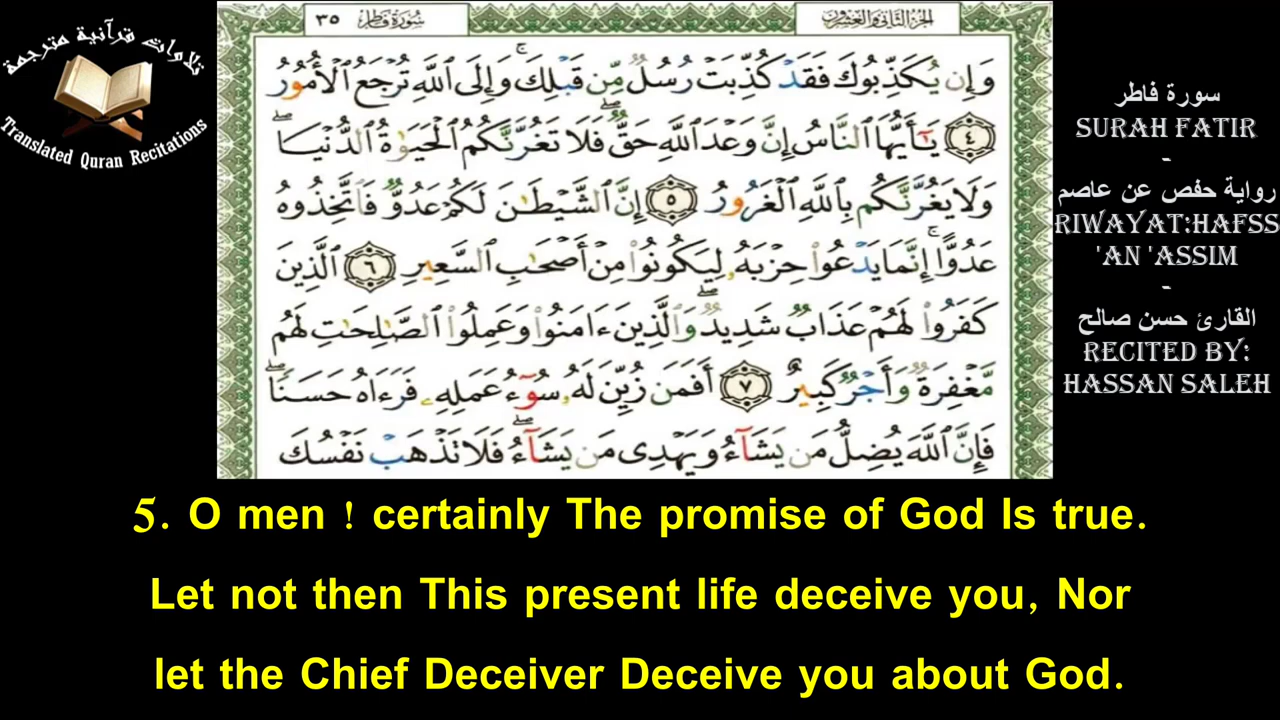 تلاوات قرآنية مترجمة
Translated Quran Recitations
سورة فاطر ٣٥
الجزء الثاني والعشرون
وَإِن يُكَذِّبُوكَ فَقَدْ كُذِّبَتْ رُسُلٌ مِّن قَبْلِكَ ۚ وَإِلَى ٱللَّهِ تُرْجَعُ ٱلْأُمُورُ
٤ يَـٰٓأَيُّهَا ٱلنَّاسُ إِنَّ وَعْدَ ٱللَّهِ حَقٌّ ۖ فَلَا تَغُرَّنَّكُمُ ٱلْحَيَوٰةُ ٱلدُّنْيَا ۖ
وَلَا يَغُرَّنَّكُم بِٱللَّهِ ٱلْغَرُورُ ٥ إِنَّ ٱلشَّيْطَـٰنَ لَكُمْ عَدُوٌّ فَٱتَّخِذُوهُ
عَدُوًّا ۚ إِنَّمَا يَدْعُوا۟ حِزْبَهُۥ لِيَكُونُوا۟ مِنْ أَصْحَـٰبِ ٱلسَّعِيرِ ٦ ٱلَّذِينَ
كَفَرُوا۟ لَهُمْ عَذَابٌ شَدِيدٌ ۖ وَٱلَّذِينَ ءَامَنُوا۟ وَعَمِلُوا۟ ٱلصَّـٰلِحَـٰتِ لَهُم
مَّغْفِرَةٌ وَأَجْرٌ كَبِيرٌ ٧ أَفَمَن زُيِّنَ لَهُۥ سُوٓءُ عَمَلِهِۦ فَرَءَاهُ حَسَنًا ۖ
فَإِنَّ ٱللَّهَ يُضِلُّ مَن يَشَآءُ وَيَهْدِى مَن يَشَآءُ ۖ فَلَا تَذْهَبْ نَفْسُكَ
سورة فاطر
SURAH FATIR
-
رواية حفص عن عاصم
RIWAYAT:HAFSS
'AN 'ASSIM
-
القارئ حسن صالح
RECITED BY:
HASSAN SALEH
5. O men ! certainly The promise of God Is true.
Let not then This present life deceive you, Nor
let the Chief Deceiver Deceive you about God.